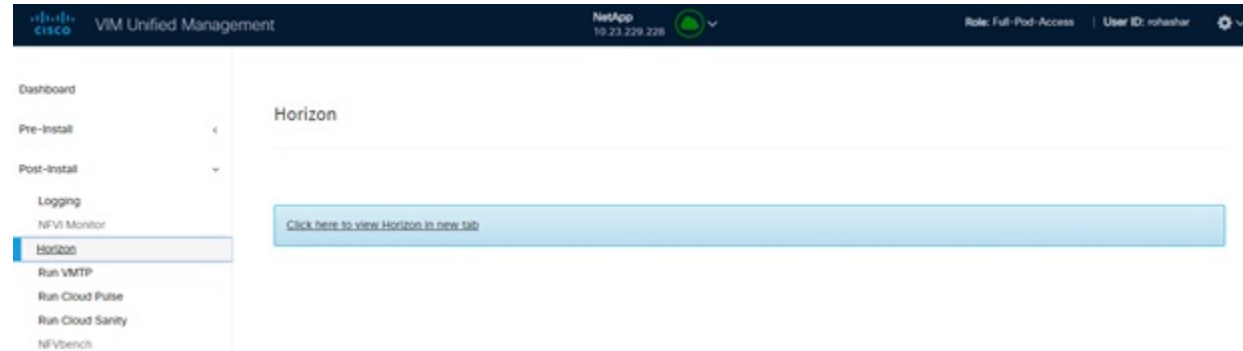 CISCO VIM Unified Management
NetApp
10.23.229.228
Role: Full-Pod-Access | User ID: rohashar
Dashboard
Pre-Install
Post-Install
Logging
NFVI Monitor
Horizon
Run VMTP
Run Cloud Pulse
Run Cloud Sanity
NFVbench
Horizon
Click here to view Horizon in new tab